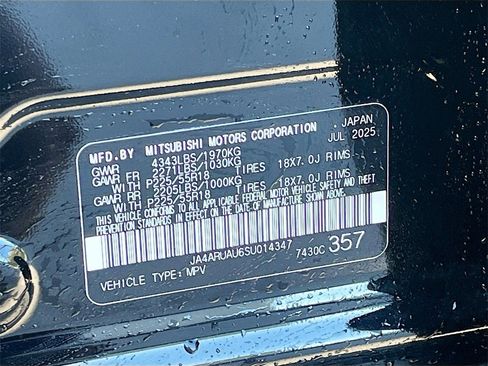 MFD.BY MITSUBISHI MOTORS CORPORATION JAPAN
GVWR 4343LBS/1970KG JUL 2025
GAWR FR 2271LBS/1030KG
WITH P225/55R18 TIRES 18X7.0J RIMS
GAWR RR 2205LBS/1000KG
WITH P225/55R18 TIRES 18X7.0J RIMS
THIS VEHICLE CONFORMS TO ALL APPLICABLE FEDERAL MOTOR VEHICLE SAFETY AND THEFT
PREVENTION STANDARDS IN EFFECT ON THE DATE OF MANUFACTURE SHOWN ABOVE.
JA4ARUAU6SU014347 7430C 357
VEHICLE TYPE: MPV